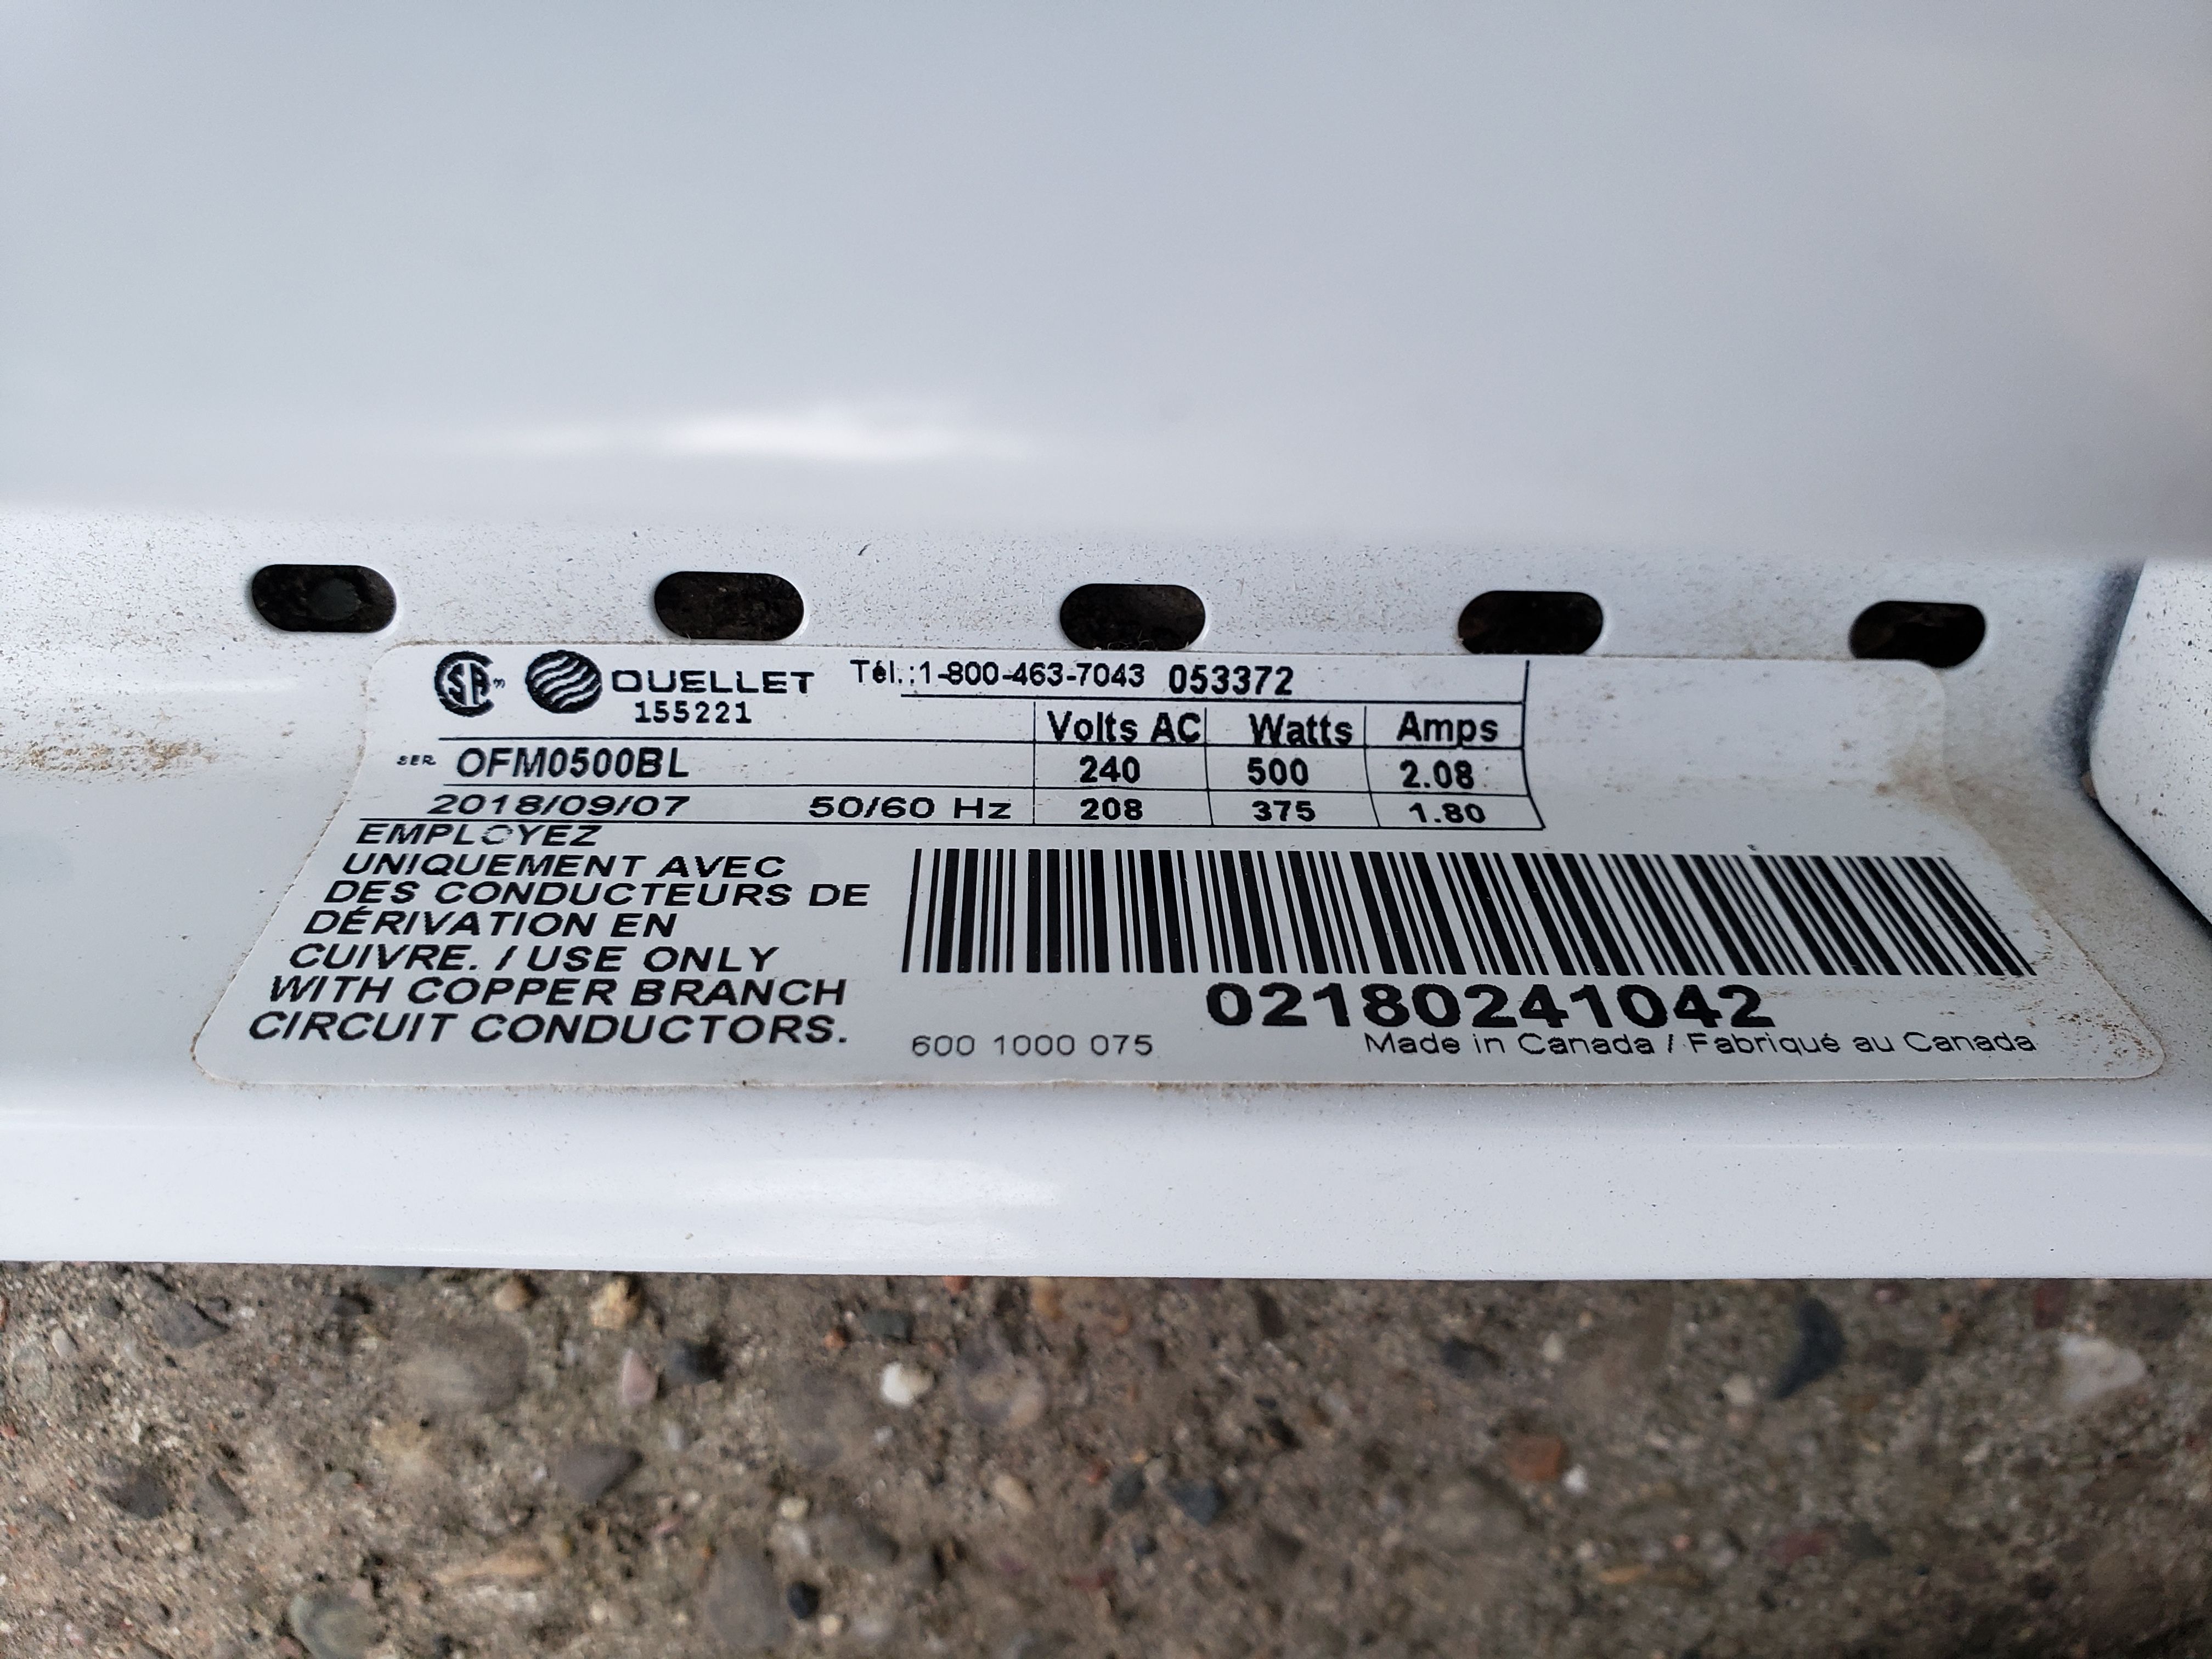 SA OUELLET Tél.:1-800-463-7043 053372
155221
Volts AC Watts Amps
SER. OFM0500BL 240 500 2.08
2018/09/07 50/60 Hz 208 375 1.80
EMPLOYEZ
UNIQUEMENT AVEC
DES CONDUCTEURS DE
DÉRIVATION EN
CUIVRE. / USE ONLY
WITH COPPER BRANCH
CIRCUIT CONDUCTORS.
02180241042
600 1000 075 Made in Canada / Fabriqué au Canada